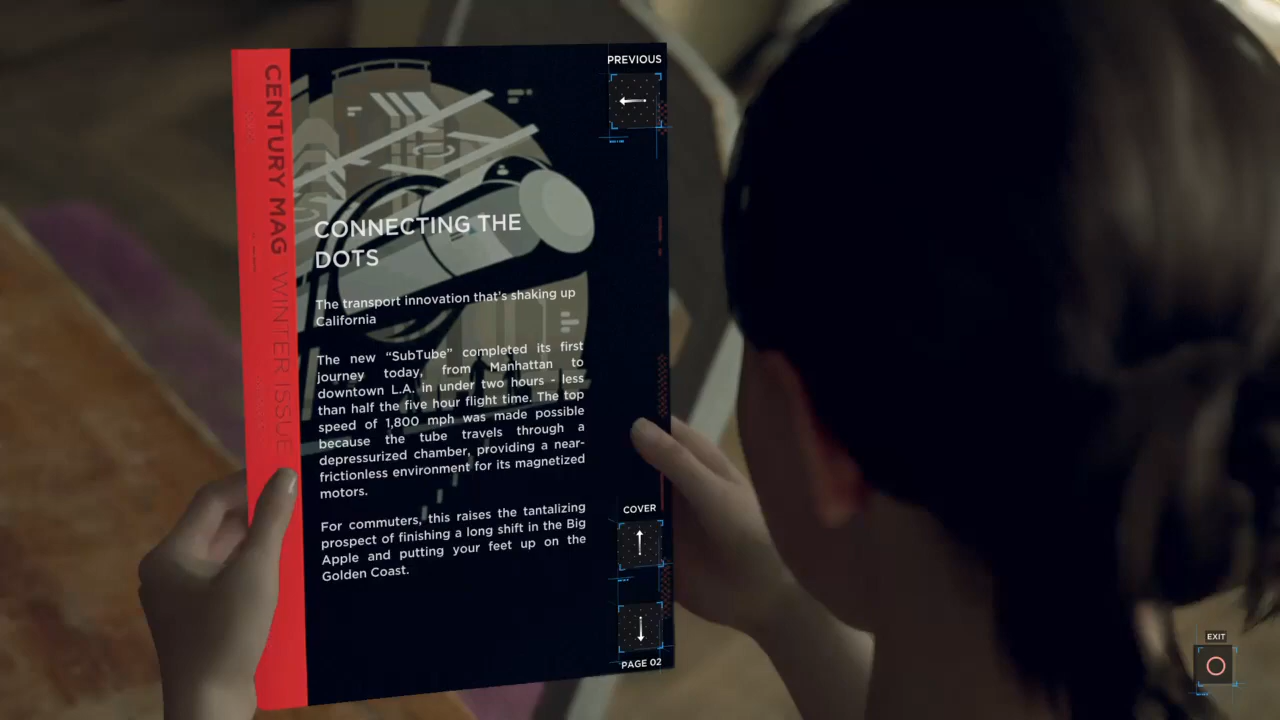 CENTURY MAG WINTER ISSUE
PREVIOUS
CONNECTING THE
DOTS
The transport innovation that's shaking up
California
The new “SubTube” completed its first
journey today, from Manhattan to
downtown L.A. in under two hours - less
than half the five hour flight time. The top
speed of 1,800 mph was made possible
because the tube travels through a
depressurized chamber, providing a near-
frictionless environment for its magnetized
motors.
For commuters, this raises the tantalizing
prospect of finishing a long shift in the Big
Apple and putting your feet up on the
Golden Coast.
COVER
PAGE 02
EXIT